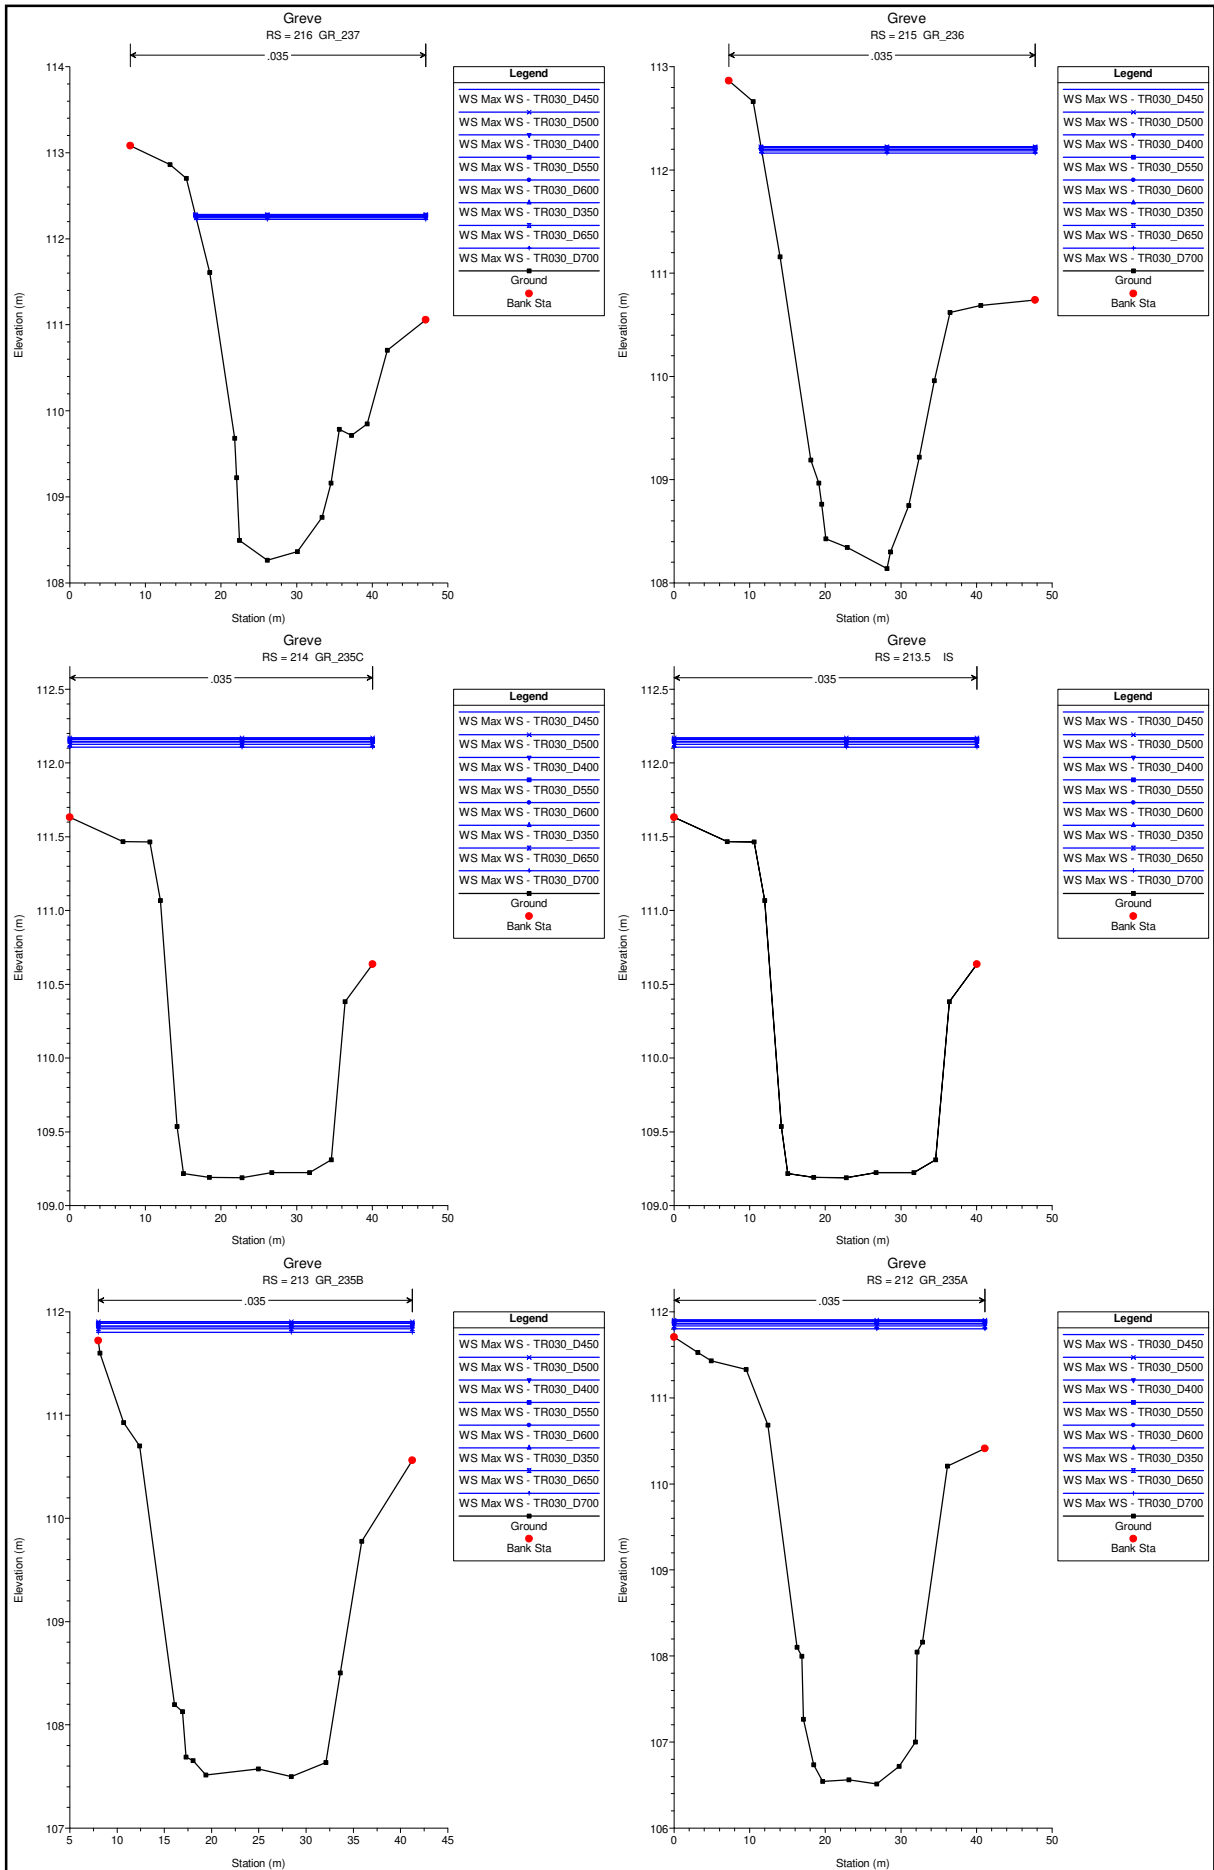 Greve
RS = 216 GR_237
.035
114
113
112
111
110
109
108
0 10 20 30 40 50
Elevation (m)
Station (m)
Legend
WS Max WS - TR030_D450
WS Max WS - TR030_D500
WS Max WS - TR030_D400
WS Max WS - TR030_D550
WS Max WS - TR030_D600
WS Max WS - TR030_D350
WS Max WS - TR030_D650
WS Max WS - TR030_D700
Ground
Bank Sta
Greve
RS = 215 GR_236
.035
113
112
111
110
109
108
0 10 20 30 40 50
Elevation (m)
Station (m)
Legend
WS Max WS - TR030_D450
WS Max WS - TR030_D500
WS Max WS - TR030_D400
WS Max WS - TR030_D550
WS Max WS - TR030_D600
WS Max WS - TR030_D350
WS Max WS - TR030_D650
WS Max WS - TR030_D700
Ground
Bank Sta
Greve
RS = 214 GR_235C
.035
112.5
112.0
111.5
111.0
110.5
110.0
109.5
109.0
0 10 20 30 40 50
Elevation (m)
Station (m)
Legend
WS Max WS - TR030_D450
WS Max WS - TR030_D500
WS Max WS - TR030_D400
WS Max WS - TR030_D550
WS Max WS - TR030_D600
WS Max WS - TR030_D350
WS Max WS - TR030_D650
WS Max WS - TR030_D700
Ground
Bank Sta
Greve
RS = 213.5 IS
.035
112.5
112.0
111.5
111.0
110.5
110.0
109.5
109.0
0 10 20 30 40 50
Elevation (m)
Station (m)
Legend
WS Max WS - TR030_D450
WS Max WS - TR030_D500
WS Max WS - TR030_D400
WS Max WS - TR030_D550
WS Max WS - TR030_D600
WS Max WS - TR030_D350
WS Max WS - TR030_D650
WS Max WS - TR030_D700
Ground
Bank Sta
Greve
RS = 213 GR_235B
.035
112
111
110
109
108
107
5 10 15 20 25 30 35 40 45
Elevation (m)
Station (m)
Legend
WS Max WS - TR030_D450
WS Max WS - TR030_D500
WS Max WS - TR030_D400
WS Max WS - TR030_D550
WS Max WS - TR030_D600
WS Max WS - TR030_D350
WS Max WS - TR030_D650
WS Max WS - TR030_D700
Ground
Bank Sta
Greve
RS = 212 GR_235A
.035
112
111
110
109
108
107
106
0 10 20 30 40 50
Elevation (m)
Station (m)
Legend
WS Max WS - TR030_D450
WS Max WS - TR030_D500
WS Max WS - TR030_D400
WS Max WS - TR030_D550
WS Max WS - TR030_D600
WS Max WS - TR030_D350
WS Max WS - TR030_D650
WS Max WS - TR030_D700
Ground
Bank Sta